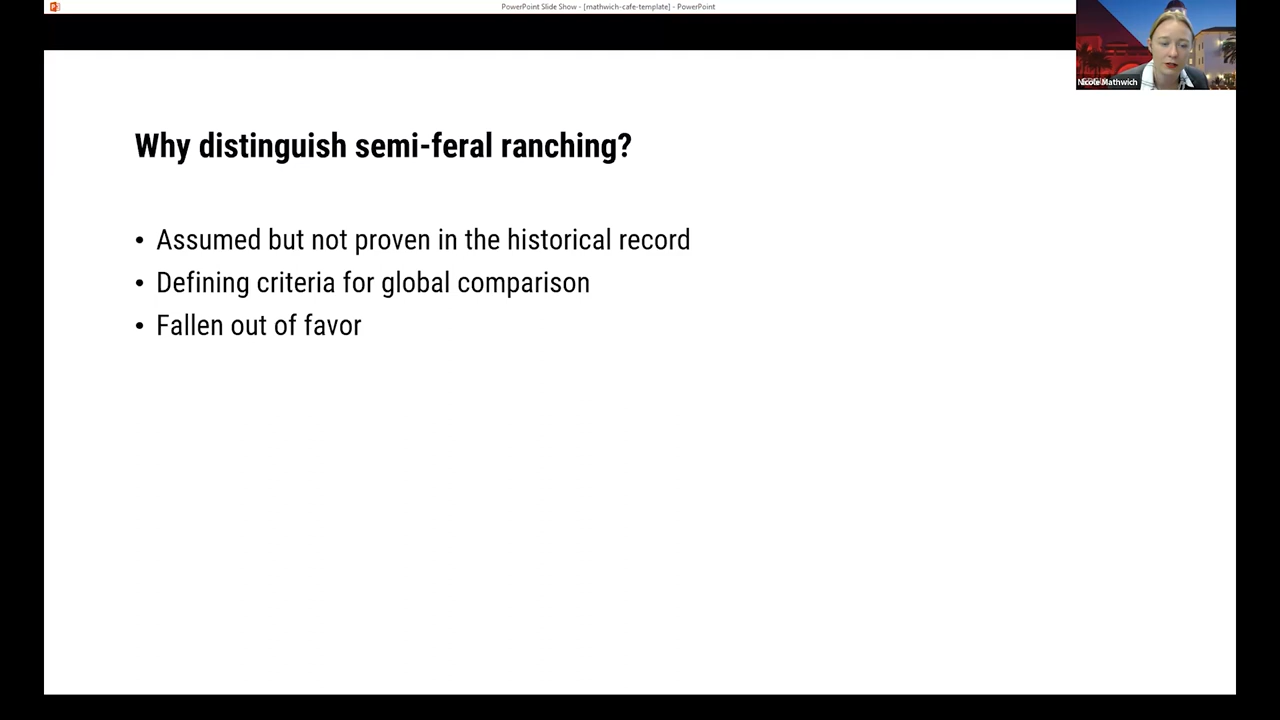 PowerPoint Slide Show - [mathwich-cafe-template] - PowerPoint
Nicole Mathwich
Why distinguish semi-feral ranching?
• Assumed but not proven in the historical record
• Defining criteria for global comparison
• Fallen out of favor